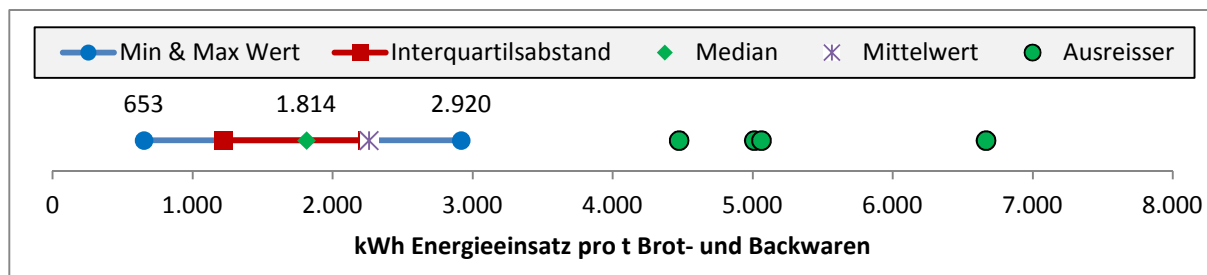 Min & Max Wert Interquartilsabstand Median Mittelwert Ausreisser
653 1.814 2.920
0 1.000 2.000 3.000 4.000 5.000 6.000 7.000 8.000
kWh Energieeinsatz pro t Brot- und Backwaren